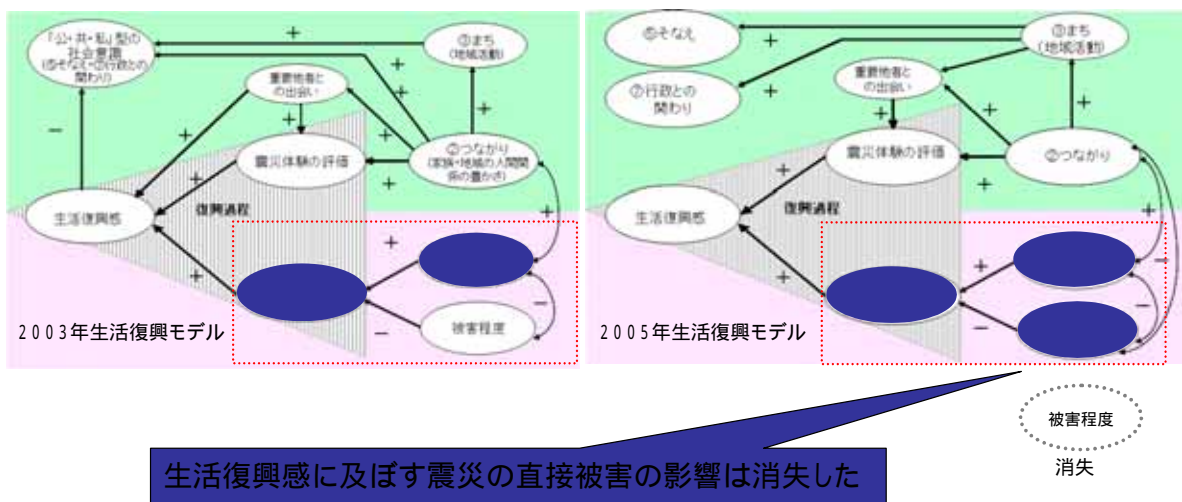 「公・共・私」型の
社会意識
(⑤そなえ・⑦行政との
関わり)
③まち
(地域活動)
重要他者と
の出会い
震災体験の評価
②つながり
(家族・地域の人間関
係の豊かさ)
生活復興感
復興過程
被害程度
2003年生活復興モデル
+
+
+
+
+
+
+
+
+
+
+
−
−
−
⑤そなえ
③まち
(地域活動)
⑦行政との
関わり
重要他者と
の出会い
震災体験の評価
②つながり
生活復興感
復興過程
2005年生活復興モデル
+
+
+
+
+
+
+
+
+
+
+
−
−
−
被害程度
消失
生活復興感に及ぼす震災の直接被害の影響は消失した